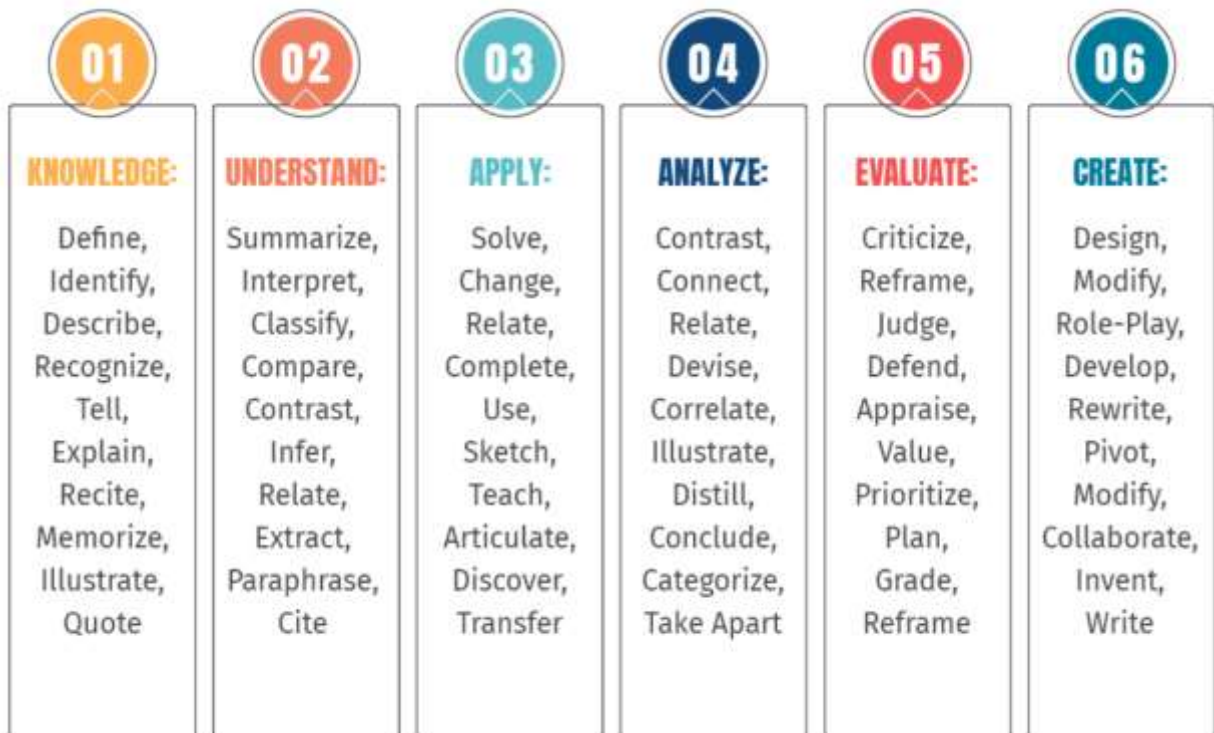 01
KNOWLEDGE:
Define,
Identify,
Describe,
Recognize,
Tell,
Explain,
Recite,
Memorize,
Illustrate,
Quote
02
UNDERSTAND:
Summarize,
Interpret,
Classify,
Compare,
Contrast,
Infer,
Relate,
Extract,
Paraphrase,
Cite
03
APPLY:
Solve,
Change,
Relate,
Complete,
Use,
Sketch,
Teach,
Articulate,
Discover,
Transfer
04
ANALYZE:
Contrast,
Connect,
Relate,
Devise,
Correlate,
Illustrate,
Distill,
Conclude,
Categorize,
Take Apart
05
EVALUATE:
Criticize,
Reframe,
Judge,
Defend,
Appraise,
Value,
Prioritize,
Plan,
Grade,
Reframe
06
CREATE:
Design,
Modify,
Role-Play,
Develop,
Rewrite,
Pivot,
Modify,
Collaborate,
Invent,
Write